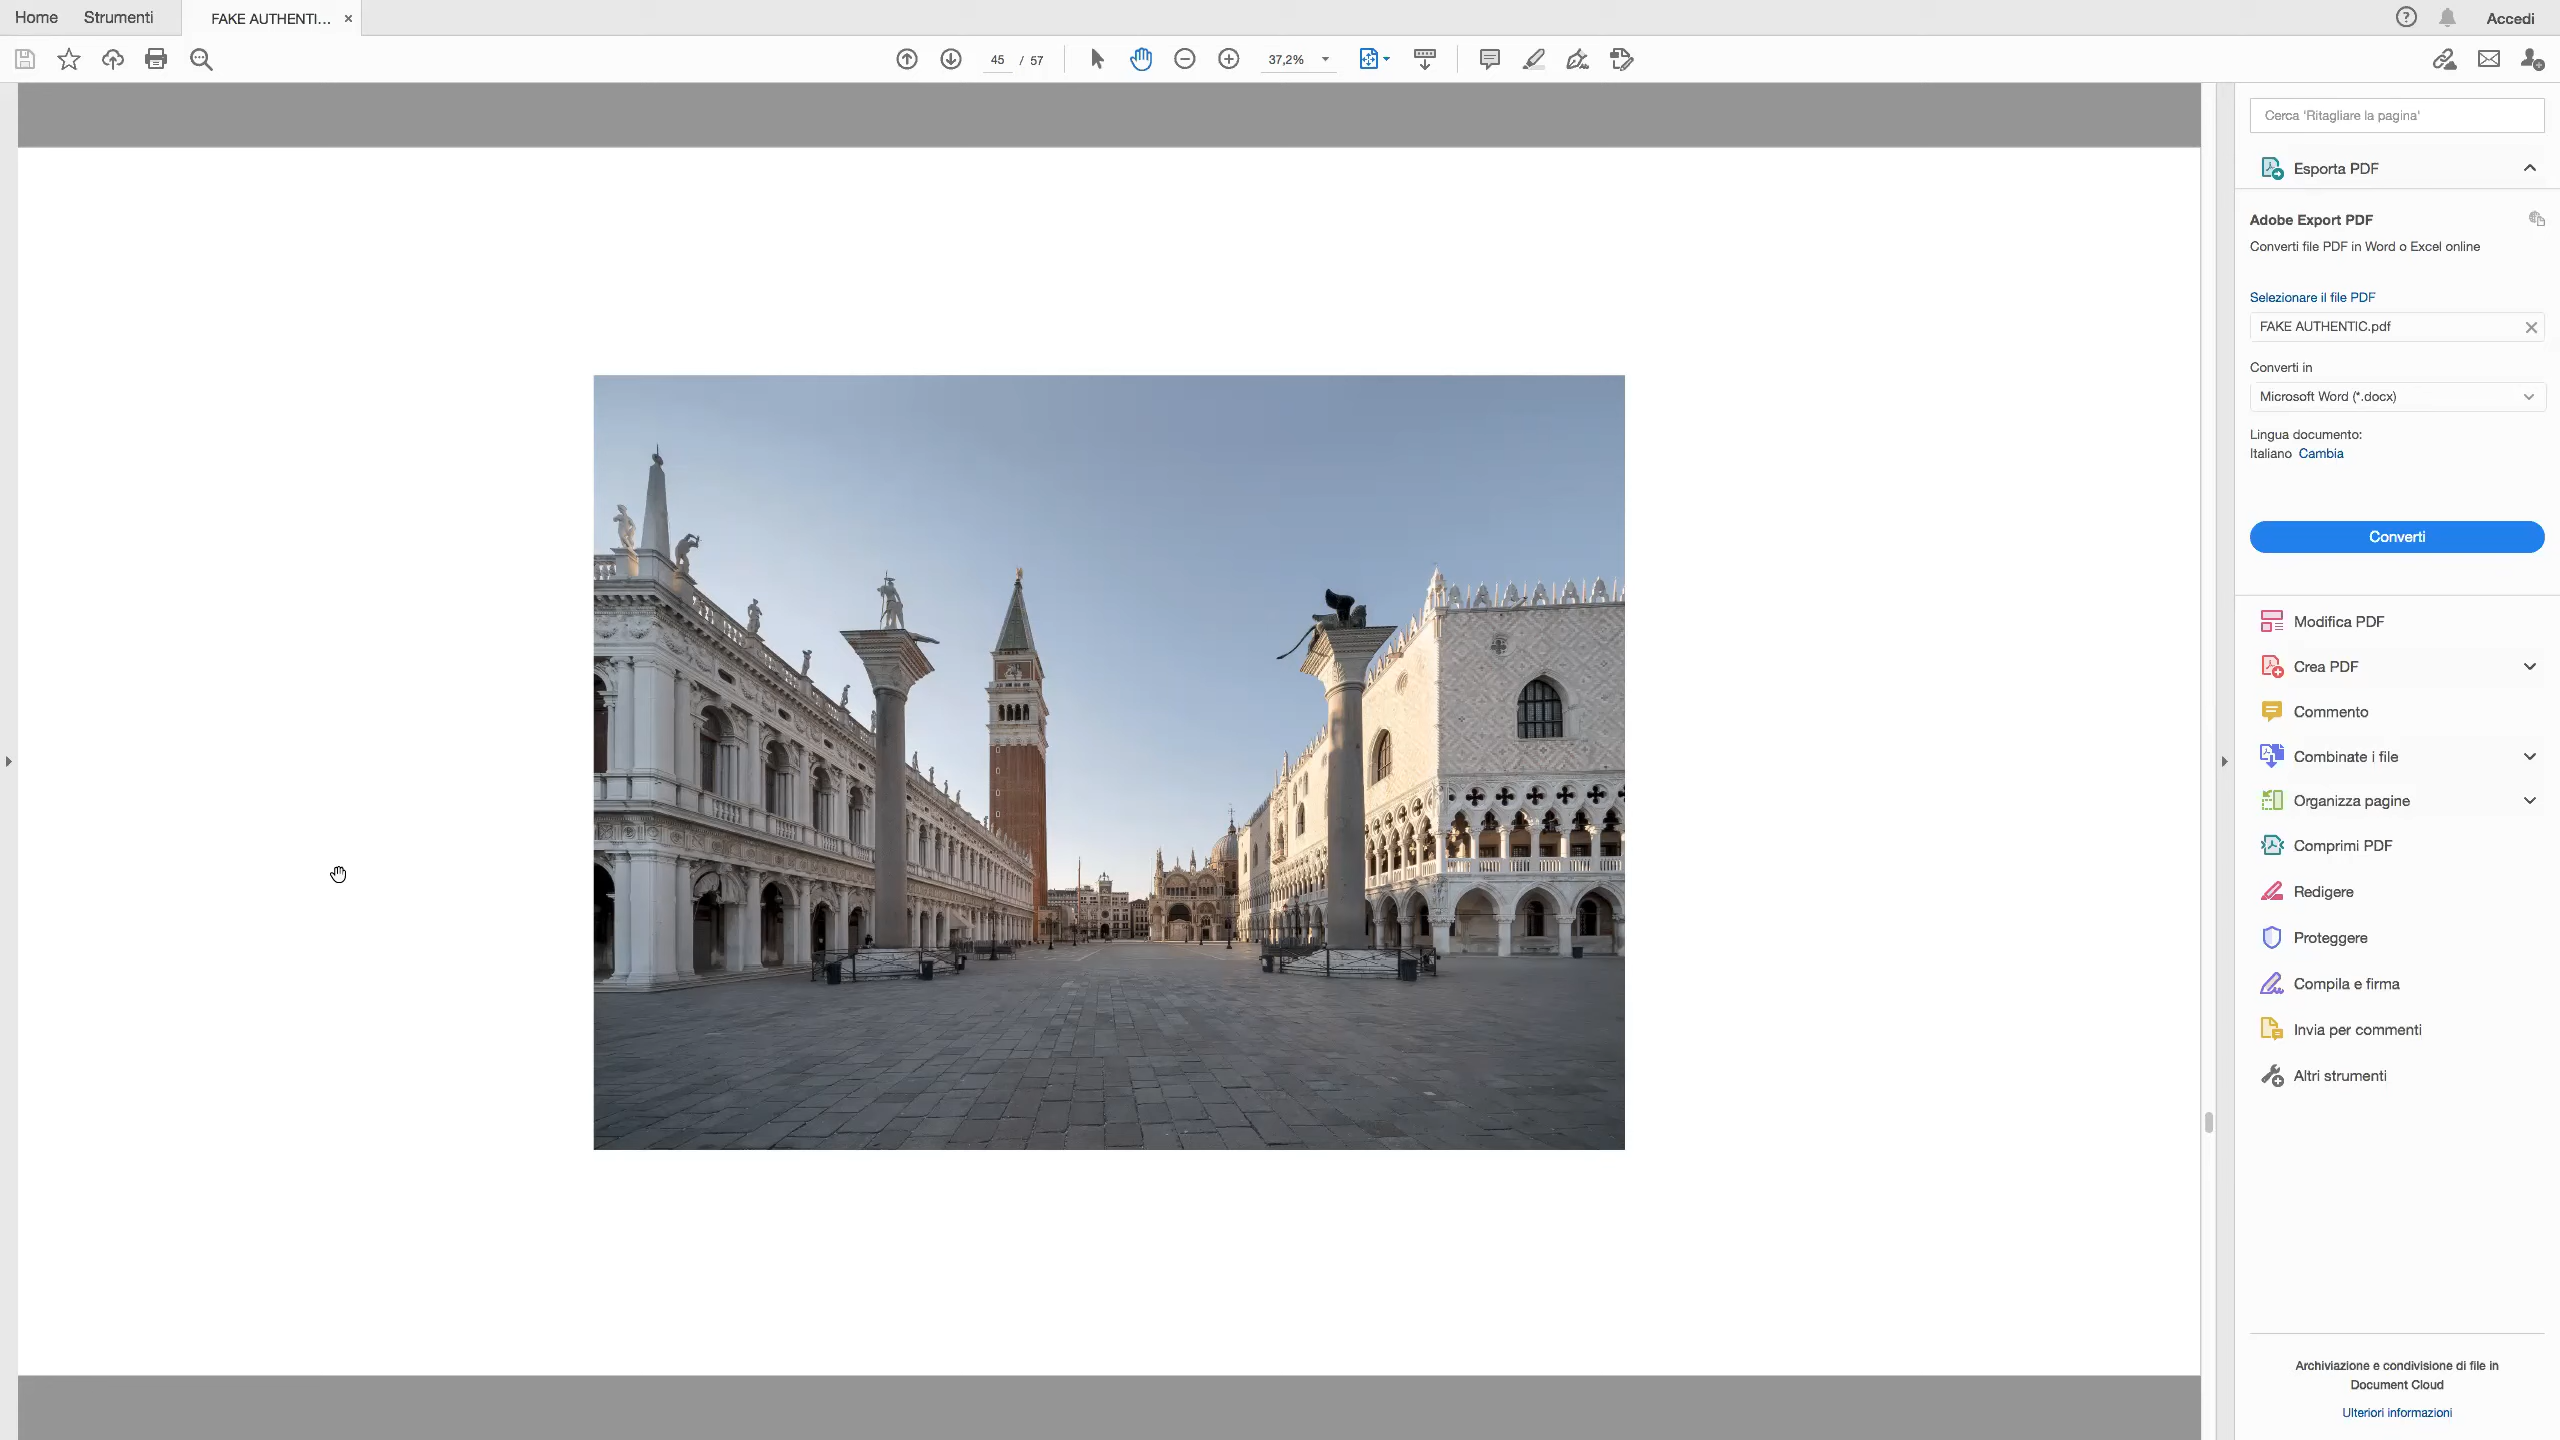 Home Strumenti FAKE AUTHENTI... × Accedi
45 / 57 37,2%
Cerca 'Ritagliare la pagina'
Esporta PDF
Adobe Export PDF
Converti file PDF in Word o Excel online
Selezionare il file PDF
FAKE AUTHENTIC.pdf
Converti in
Microsoft Word (*.docx)
Lingua documento:
Italiano Cambia
Converti
Modifica PDF
Crea PDF
Commento
Combinate i file
Organizza pagine
Comprimi PDF
Redigere
Proteggere
Compila e firma
Invia per commenti
Altri strumenti
Archiviazione e condivisione di file in
Document Cloud
Ulteriori informazioni